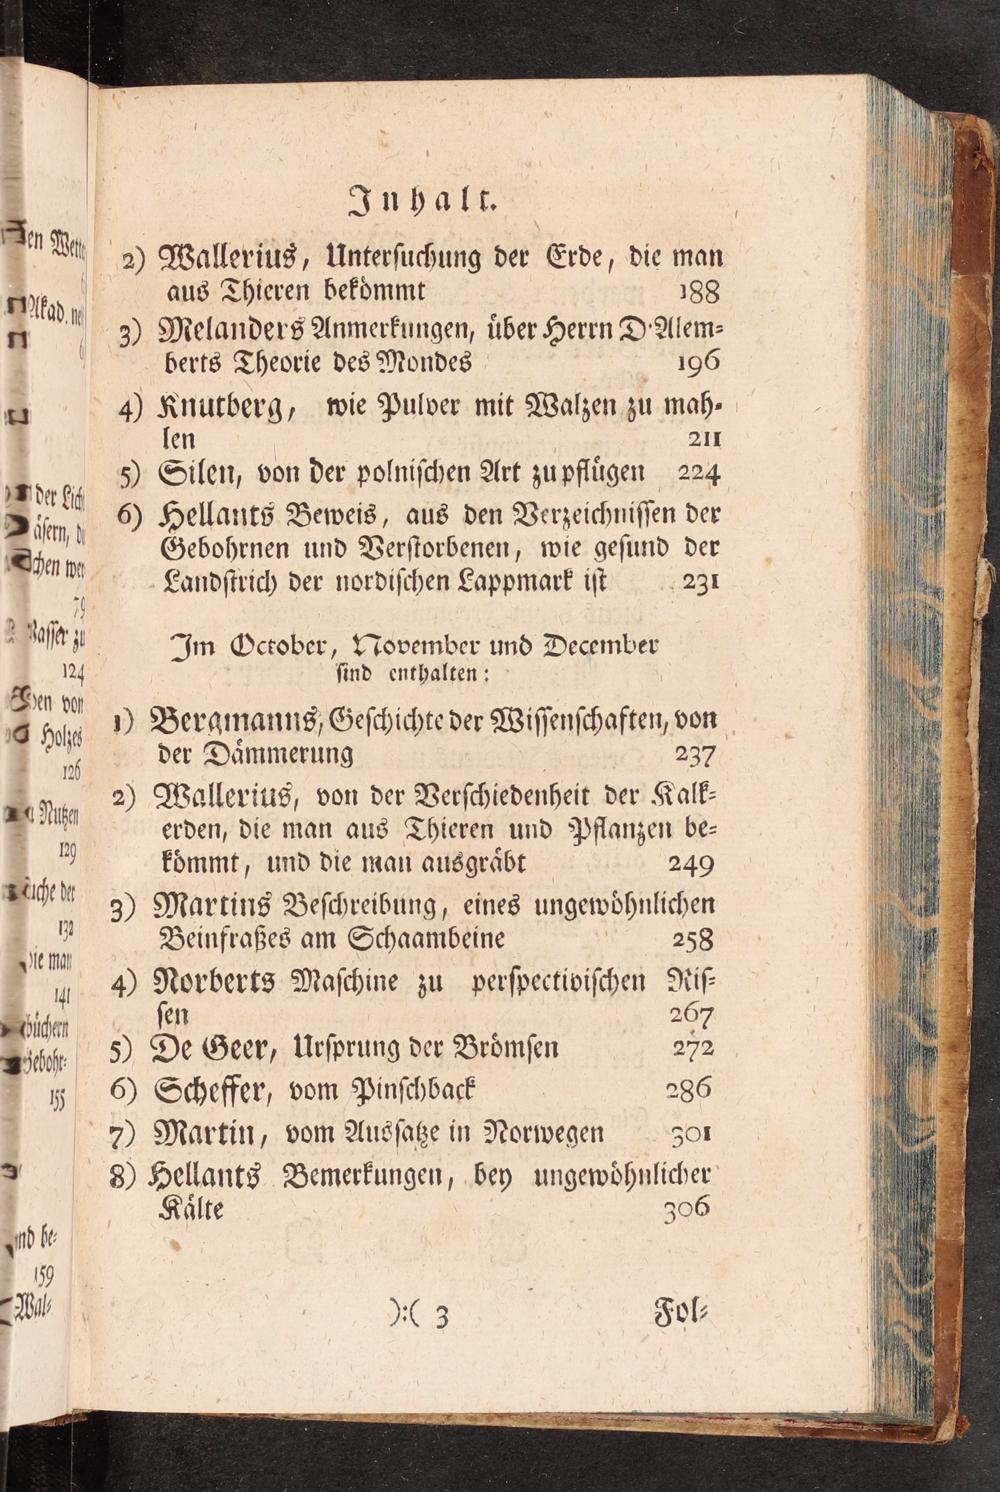 Inhalt.
2) Wallerius, Untersuchung der Erde, die man
aus Thieren bekömmt 188
3) Melanders Anmerkungen, über Herrn D'Alem-
berts Theorie des Mondes 196
4) Knutberg, wie Pulver mit Walzen zu mah-
len 211
5) Silen, von der polnischen Art zu pflügen 224
6) Hellants Beweis, aus den Verzeichnissen der
Gebohrnen und Verstorbenen, wie gesund der
Landstrich der nordischen Lappmark ist 231
Im October, November und December
sind enthalten:
1) Bergmanns, Geschichte der Wissenschaften, von
der Dämmerung 237
2) Wallerius, von der Verschiedenheit der Kalk-
erden, die man aus Thieren und Pflanzen be-
kömmt, und die man ausgräbt 249
3) Martins Beschreibung, eines ungewöhnlichen
Beinfraßes am Schaambeine 258
4) Norberts Maschine zu perspectivischen Ris-
sen 267
5) De Geer, Ursprung der Brömsen 272
6) Scheffer, vom Pinschback 286
7) Martin, vom Aussatze in Norwegen 301
8) Hellants Bemerkungen, bey ungewöhnlicher
Kälte 306
):( 3 Fol-